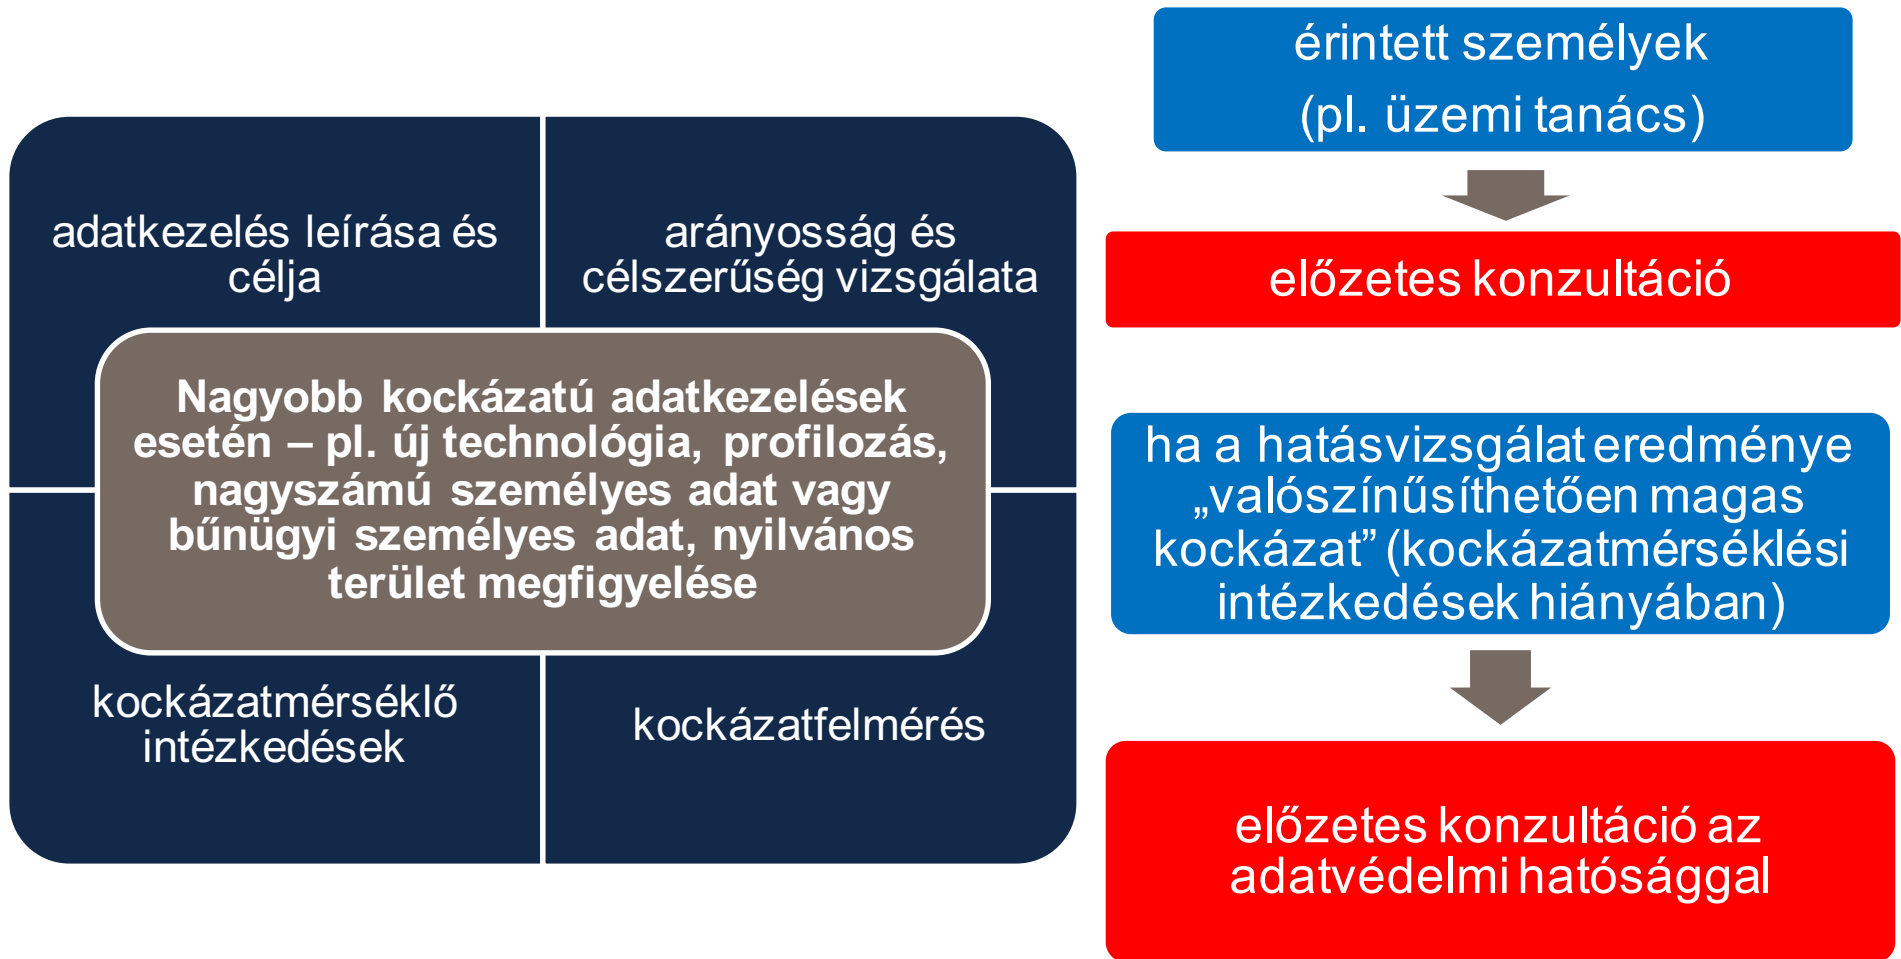 adatkezelés leírása és
célja
arányosság és
célszerűség vizsgálata
Nagyobb kockázatú adatkezelések
esetén – pl. új technológia, profilozás,
nagyszámú személyes adat vagy
bűnügyi személyes adat, nyilvános
terület megfigyelése
kockázatmérséklő
intézkedések
kockázatfelmérés
érintett személyek
(pl. üzemi tanács)
előzetes konzultáció
ha a hatásvizsgálat eredménye
„valószínűsíthetően magas
kockázat” (kockázatmérséklési
intézkedések hiányában)
előzetes konzultáció az
adatvédelmi hatósággal